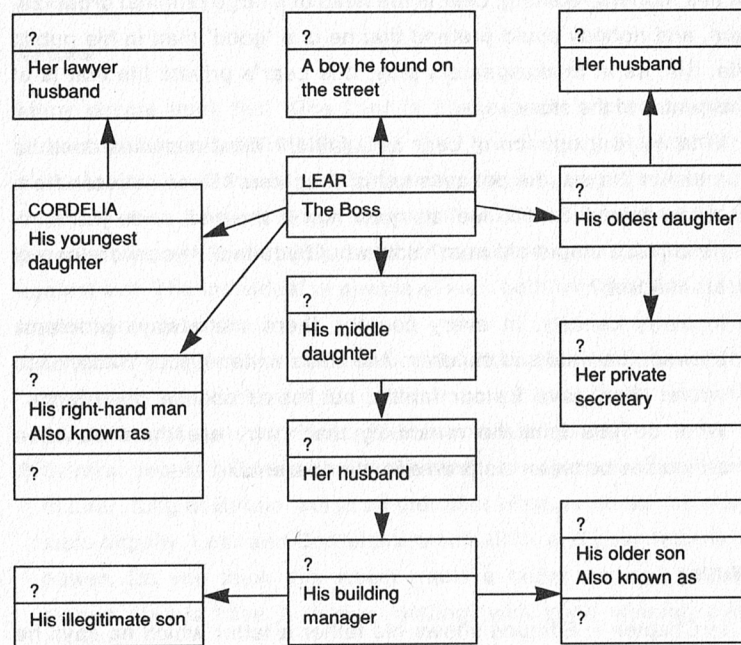 ?
Her lawyer
husband
?
A boy he found on
the street
?
Her husband
CORDELIA
His youngest
daughter
LEAR
The Boss
?
His oldest daughter
?
His middle
daughter
?
Her private
secretary
?
His right-hand man
Also known as
?
?
Her husband
?
His illegitimate son
?
His building
manager
?
His older son
Also known as
?